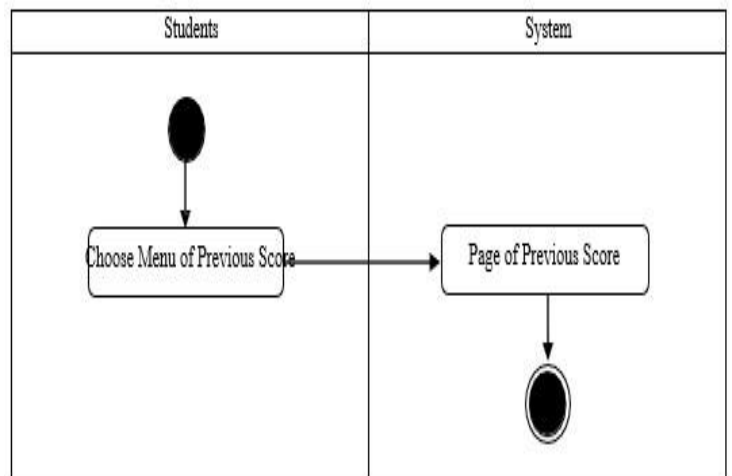 Students
System
Choose Menu of Previous Score
Page of Previous Score